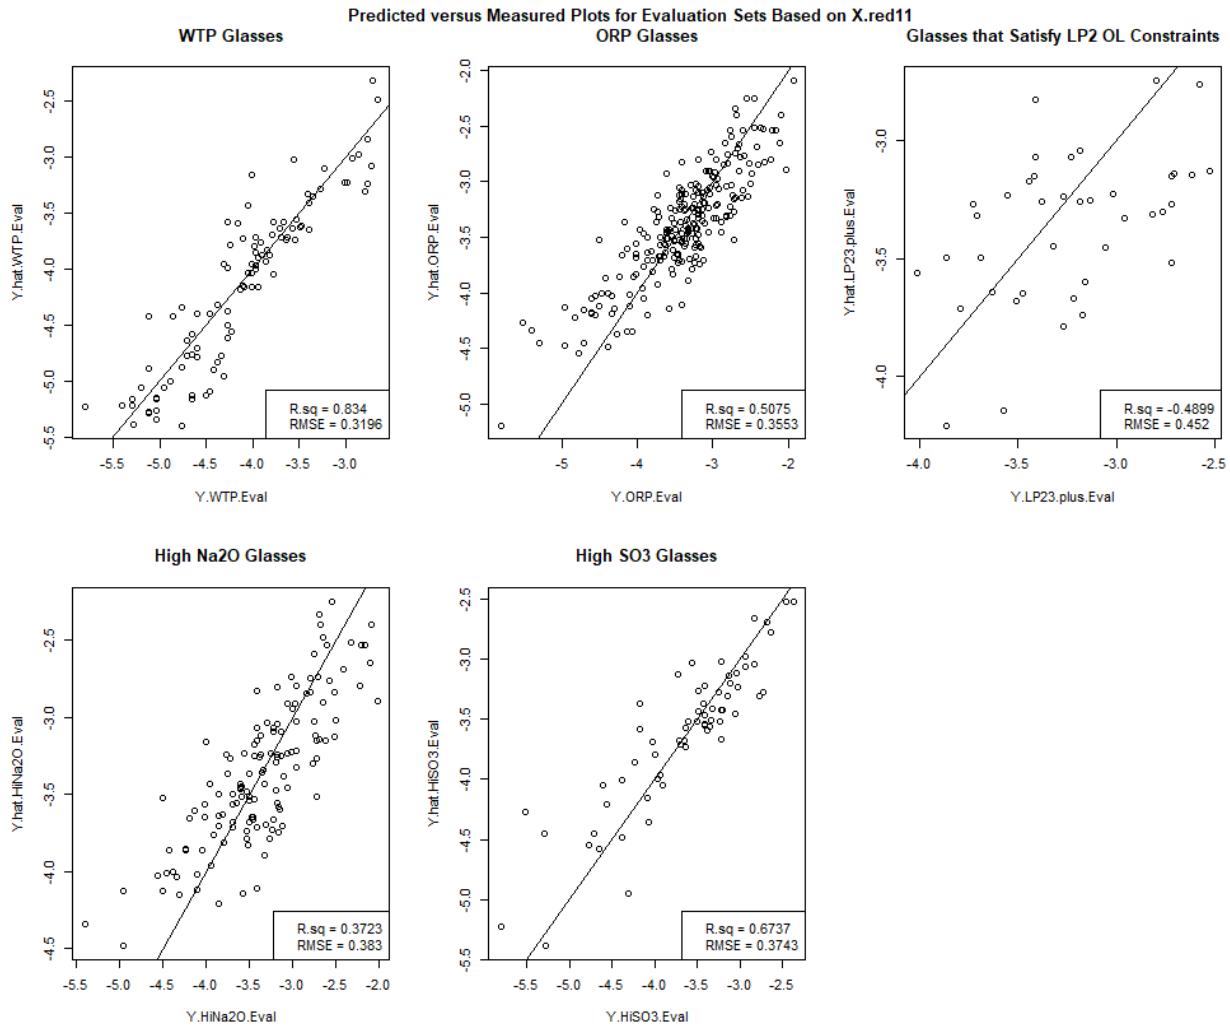 Predicted versus Measured Plots for Evaluation Sets Based on X.red11
WTP Glasses
Y.hat.WTP.Eval
-2.5
-3.0
-3.5
-4.0
-4.5
-5.0
-5.5
R.sq = 0.834
RMSE = 0.3196
-5.5 -5.0 -4.5 -4.0 -3.5 -3.0
Y.WTP.Eval
ORP Glasses
Y.hat.ORP.Eval
-2.0
-2.5
-3.0
-3.5
-4.0
-4.5
-5.0
R.sq = 0.5075
RMSE = 0.3553
-5 -4 -3 -2
Y.ORP.Eval
Glasses that Satisfy LP2 OL Constraints
Y.hat.LP23.plus.Eval
-3.0
-3.5
-4.0
R.sq = -0.4899
RMSE = 0.452
-4.0 -3.5 -3.0 -2.5
Y.LP23.plus.Eval
High Na2O Glasses
Y.hat.HiNa2O.Eval
-2.5
-3.0
-3.5
-4.0
-4.5
R.sq = 0.3723
RMSE = 0.383
-5.5 -5.0 -4.5 -4.0 -3.5 -3.0 -2.5 -2.0
Y.HiNa2O.Eval
High SO3 Glasses
Y.hat.HiSO3.Eval
-2.5
-3.0
-3.5
-4.0
-4.5
-5.0
-5.5
R.sq = 0.6737
RMSE = 0.3743
-5.5 -5.0 -4.5 -4.0 -3.5 -3.0 -2.5
Y.HiSO3.Eval